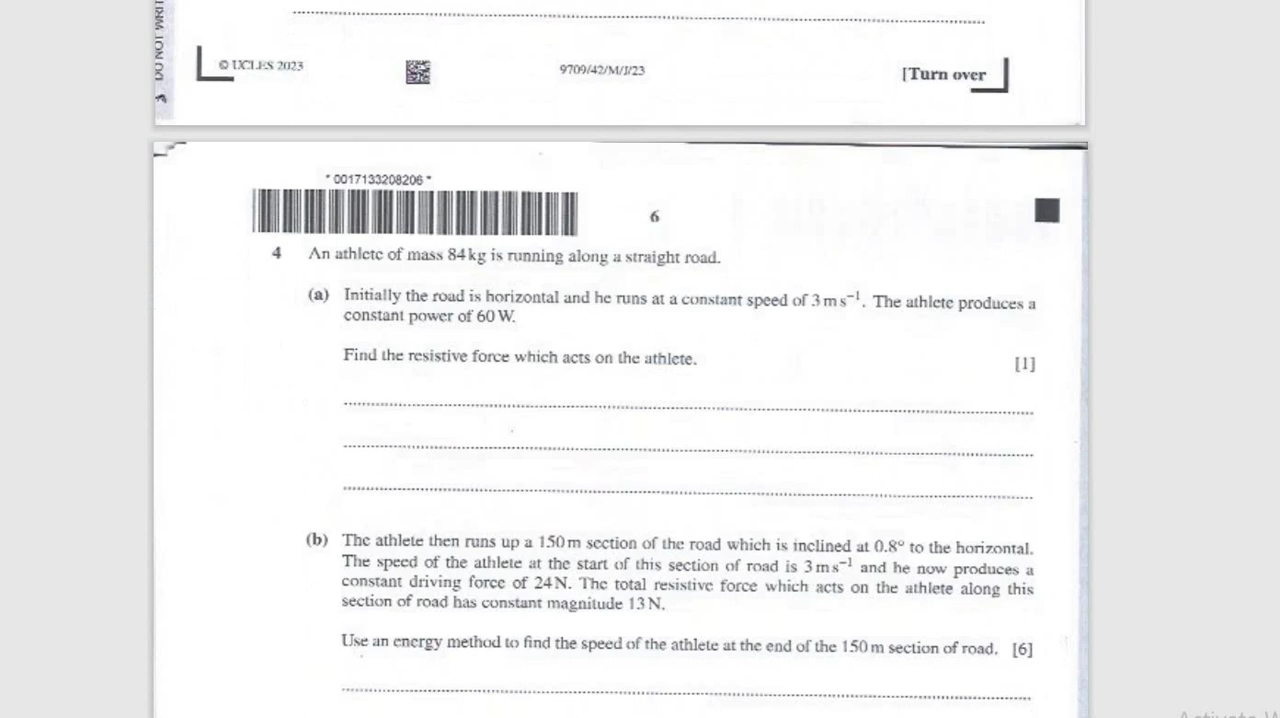 DO NOT WRIT
© UCLES 2023
9709/42/M/J/23
[Turn over
* 0017133208206 *
6
4 An athlete of mass 84 kg is running along a straight road.
(a) Initially the road is horizontal and he runs at a constant speed of 3 m s⁻¹. The athlete produces a
constant power of 60 W.
Find the resistive force which acts on the athlete. [1]
(b) The athlete then runs up a 150 m section of the road which is inclined at 0.8° to the horizontal.
The speed of the athlete at the start of this section of road is 3 m s⁻¹ and he now produces a
constant driving force of 24 N. The total resistive force which acts on the athlete along this
section of road has constant magnitude 13 N.
Use an energy method to find the speed of the athlete at the end of the 150 m section of road. [6]